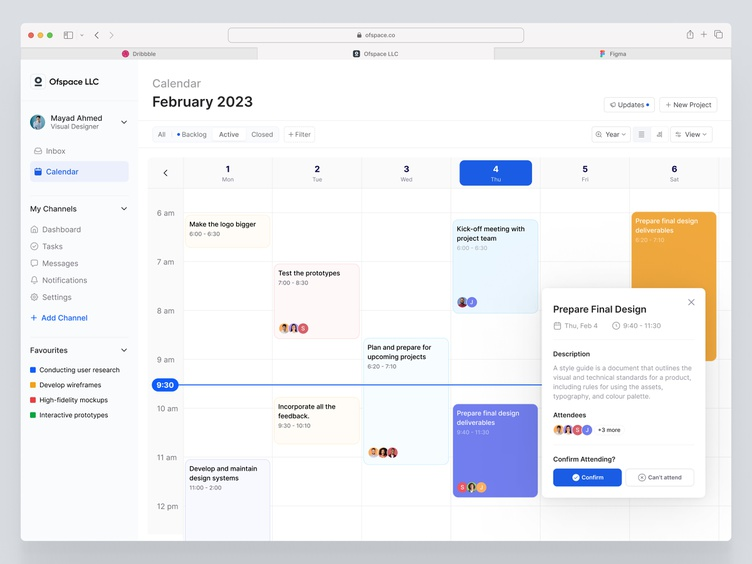 ofspace.co
Dribbble
Ofspace LLC
Figma
Ofspace LLC
Mayad Ahmed
Visual Designer
Inbox
Calendar
My Channels
Dashboard
Tasks
Messages
Notifications
Settings
+ Add Channel
Favourites
Conducting user research
Develop wireframes
High-fidelity mockups
Interactive prototypes
Calendar
February 2023
Updates
+ New Project
All
Backlog
Active
Closed
+ Filter
Year
View
1
Mon
2
Tue
3
Wed
4
Thu
5
Fri
6
Sat
6 am
7 am
8 am
9 am
9:30
10 am
11 am
12 pm
Make the logo bigger
6:00 - 6:30
Develop and maintain
design systems
11:00 - 2:00
Test the prototypes
7:00 - 8:30
S
Incorporate all the
feedback.
9:30 - 10:10
Plan and prepare for
upcoming projects
6:20 - 7:10
Kick-off meeting with
project team
6:00 - 6:30
J
Prepare final design
deliverables
9:40 - 11:30
S
J
Prepare final design
deliverables
6:20 - 7:10
Prepare Final Design
Thu, Feb 4
9:40 - 11:30
Description
A style guide is a document that outlines the
visual and technical standards for a product,
including rules for using the assets,
typography, and colour palette.
Attendees
S
J
+3 more
Confirm Attending?
Confirm
Can't attend